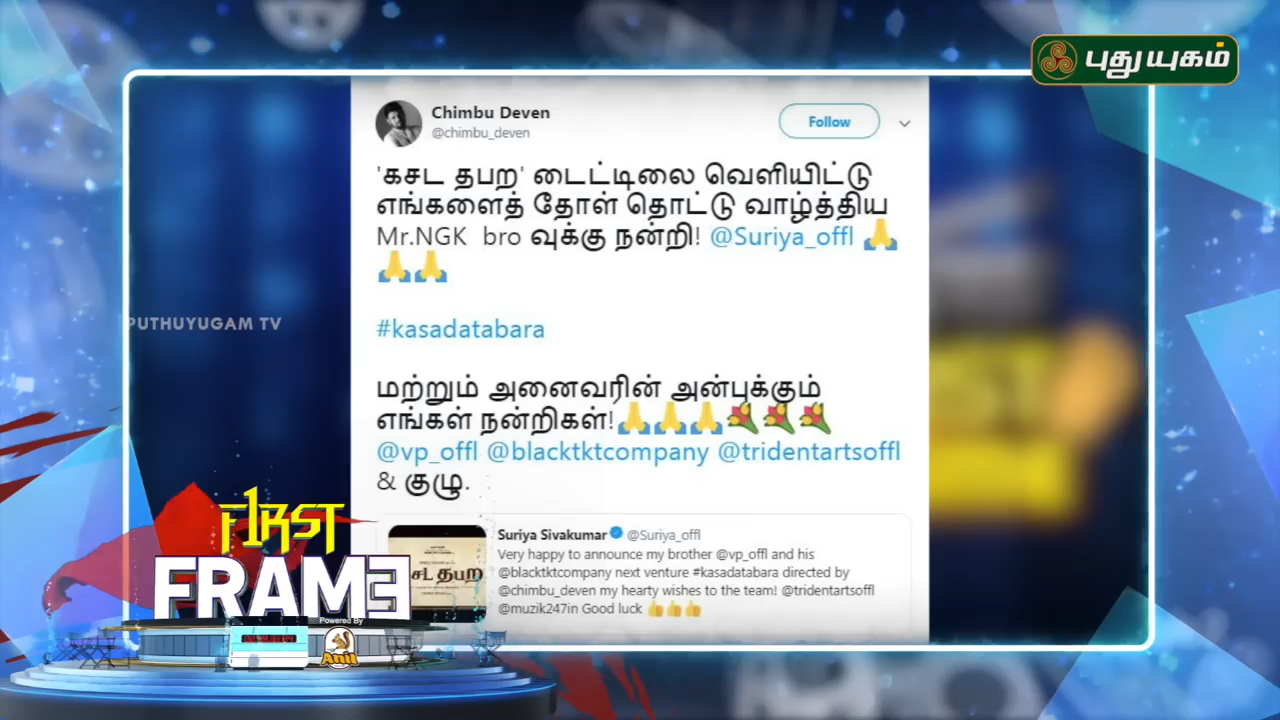 புதுயுகம்
Chimbu Deven
@chimbu_deven
Follow
'கசட தபற' டைட்டிலை வெளியிட்டு
எங்களைத் தோள் தொட்டு வாழ்த்திய
Mr.NGK bro வுக்கு நன்றி! @Suriya_offl 🙏
🙏🙏
#kasadatabara
மற்றும் அனைவரின் அன்புக்கும்
எங்கள் நன்றிகள்!🙏🙏🙏💐💐💐
@vp_offl @blacktktcompany @tridentartsoffl
& குழு.
Suriya Sivakumar @Suriya_offl
Very happy to announce my brother @vp_offl and his
@blacktktcompany next venture #kasadatabara directed by
@chimbu_deven my hearty wishes to the team! @tridentartsoffl
@muzik247in Good luck 👍👍👍
சட தபற
PUTHUYUGAM TV
F1RST
FRAME
Powered By
Anil